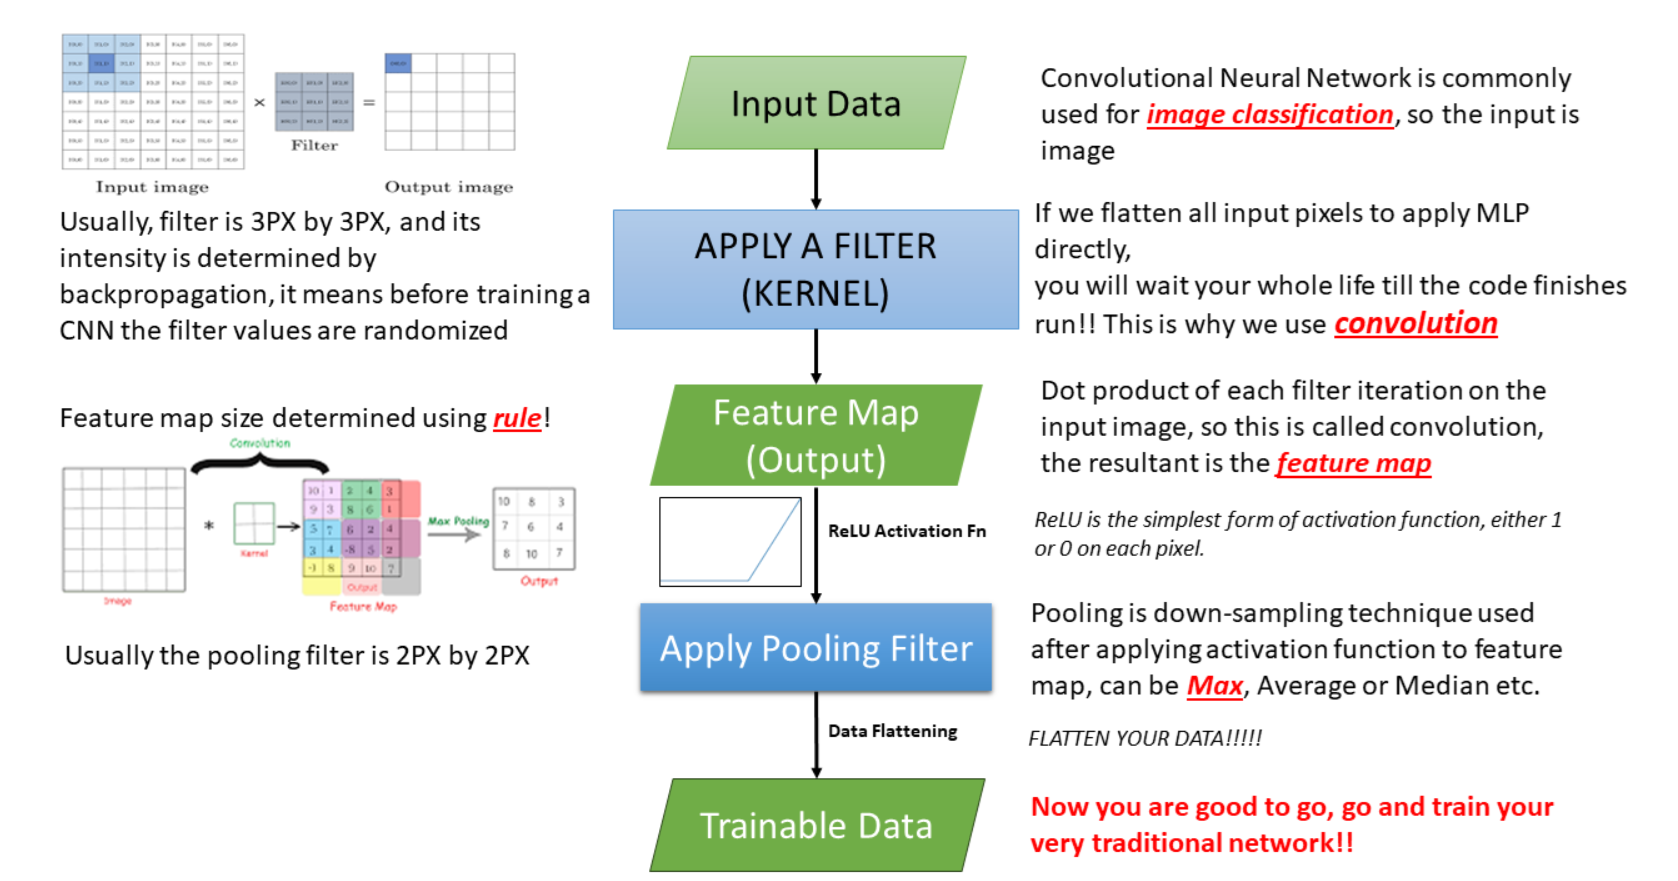 Input image
Filter
Output image
Usually, filter is 3PX by 3PX, and its
intensity is determined by
backpropagation, it means before training a
CNN the filter values are randomized
Feature map size determined using rule!
Convolution
Image
*
Kernel
10 1 2 4 3
9 3 8 6 1
5 7 6 2 4
3 4 -8 5 2
-1 8 9 10 7
Output
Feature Map
Max Pooling
10 8 3
7 6 4
8 10 7
Output
Usually the pooling filter is 2PX by 2PX
Input Data
APPLY A FILTER
(KERNEL)
Feature Map
(Output)
ReLU Activation Fn
Apply Pooling Filter
Data Flattening
Trainable Data
Convolutional Neural Network is commonly
used for image classification, so the input is
image
If we flatten all input pixels to apply MLP
directly,
you will wait your whole life till the code finishes
run!! This is why we use convolution
Dot product of each filter iteration on the
input image, so this is called convolution,
the resultant is the feature map
ReLU is the simplest form of activation function, either 1
or 0 on each pixel.
Pooling is down-sampling technique used
after applying activation function to feature
map, can be Max, Average or Median etc.
FLATTEN YOUR DATA!!!!!
Now you are good to go, go and train your
very traditional network!!